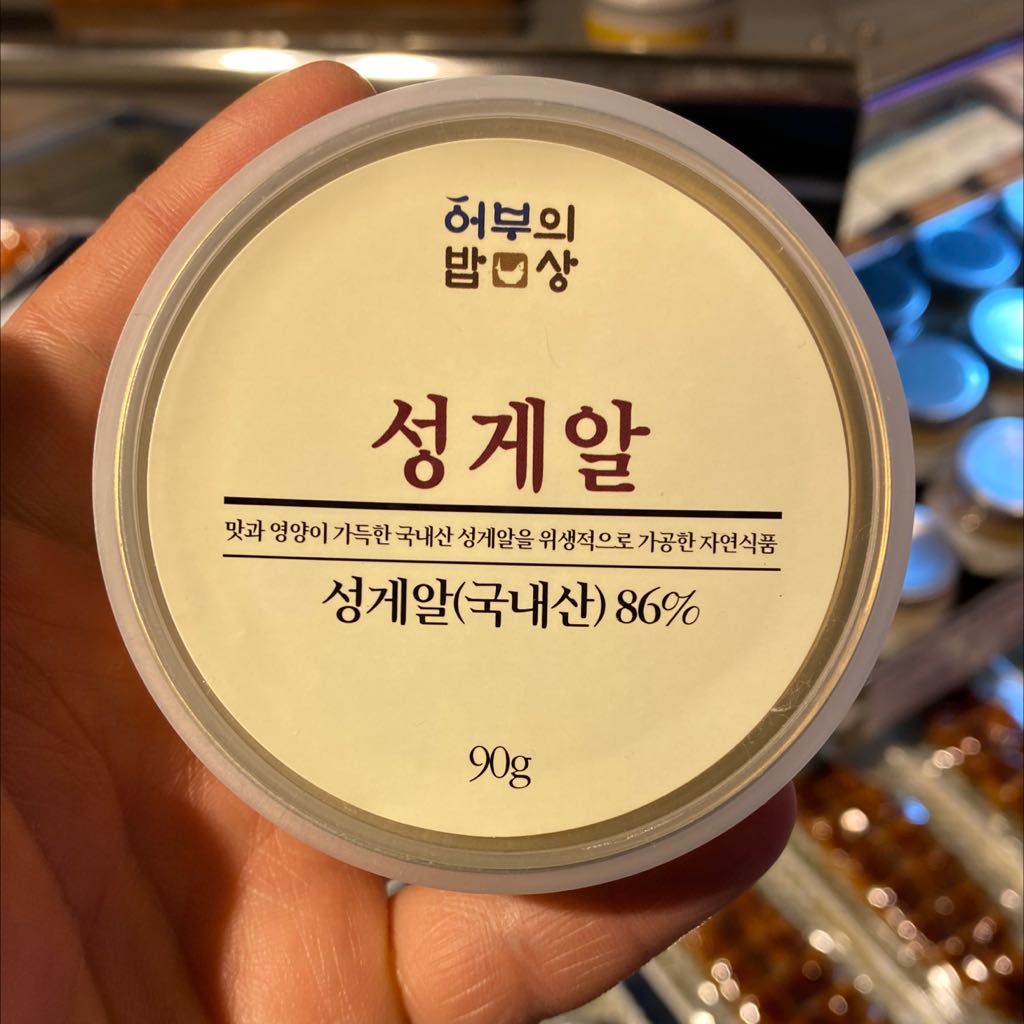 어부의
밥상
성게알
맛과 영양이 가득한 국내산 성게알을 위생적으로 가공한 자연식품
성게알(국내산) 86%
90g